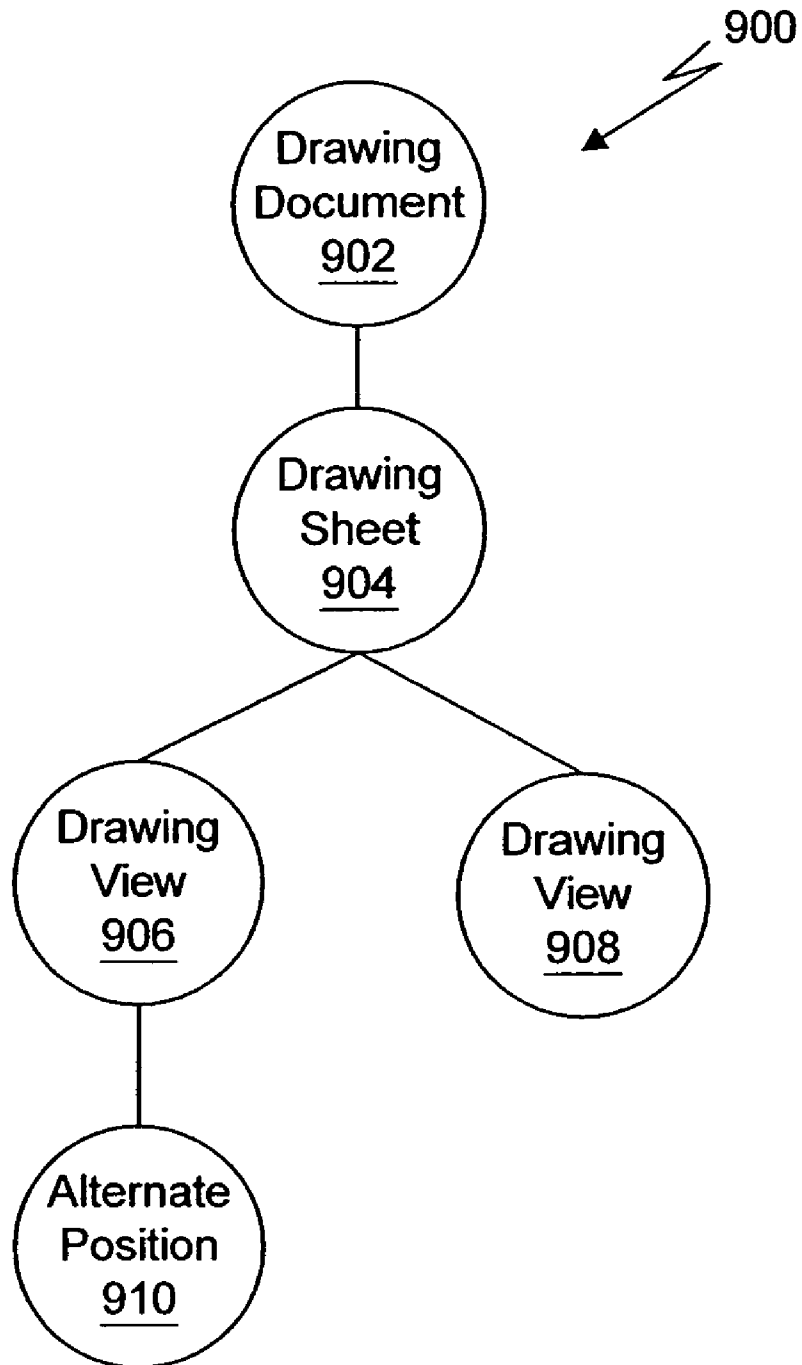 900
Drawing
Document
902
Drawing
Sheet
904
Drawing
View
906
Drawing
View
908
Alternate
Position
910